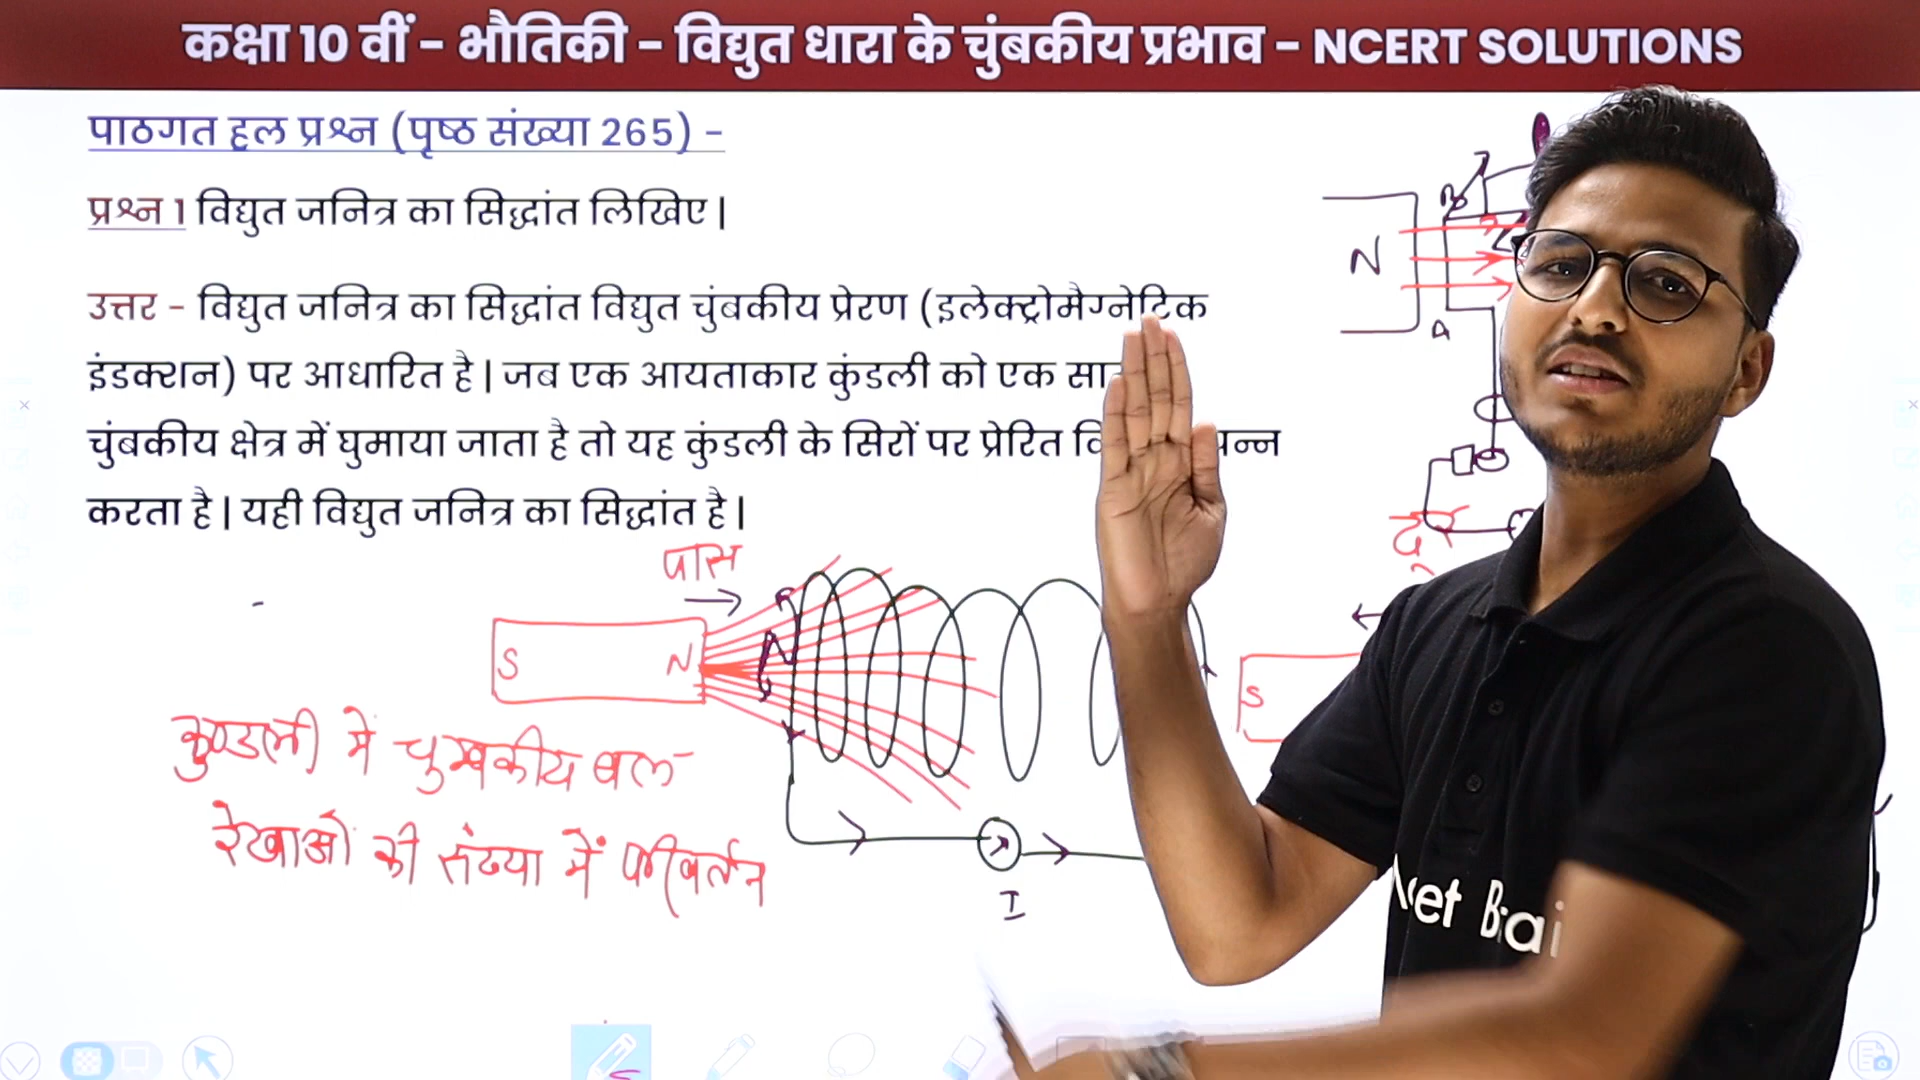 कक्षा 10 वीं - भौतिकी - विद्युत धारा के चुंबकीय प्रभाव - NCERT SOLUTIONS
पाठगत हल प्रश्न (पृष्ठ संख्या 265) -
प्रश्न 1 विद्युत जनित्र का सिद्धांत लिखिए |
उत्तर - विद्युत जनित्र का सिद्धांत विद्युत चुंबकीय प्रेरण (इलेक्ट्रोमैग्नेटिक
इंडक्शन) पर आधारित है | जब एक आयताकार कुंडली को एक
चुंबकीय क्षेत्र में घुमाया जाता है तो यह कुंडली के सिरों पर प्रेरित
करता है | यही विद्युत जनित्र का सिद्धांत है |
N
B
A
पास
दूर
S N
N
S
कुण्डली में चुम्बकीय बल
रेखाओं की संख्या में परिवर्तन
I